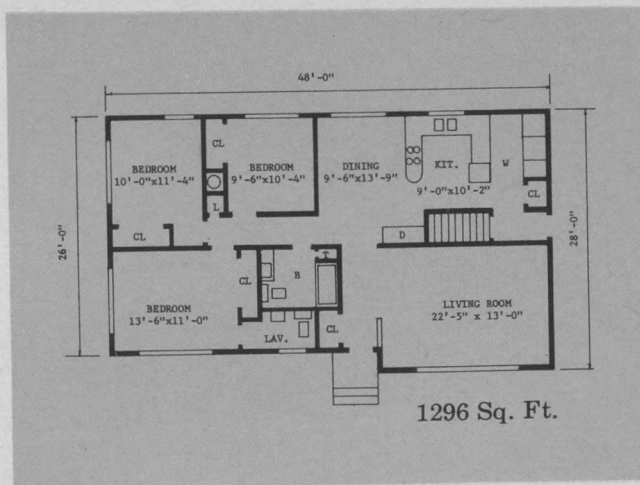 48'-0"
CL
BEDROOM
10'-0"x11'-4"
BEDROOM
9'-6"x10'-4"
DINING
9'-6"x13'-9"
KIT.
9'-0"x10'-2"
W
CL
L
CL
D
26'-0"
28'-0"
CL
B
T
BEDROOM
13'-6"x11'-0"
LIVING ROOM
22'-5" x 13'-0"
LAV.
CL
1296 Sq. Ft.